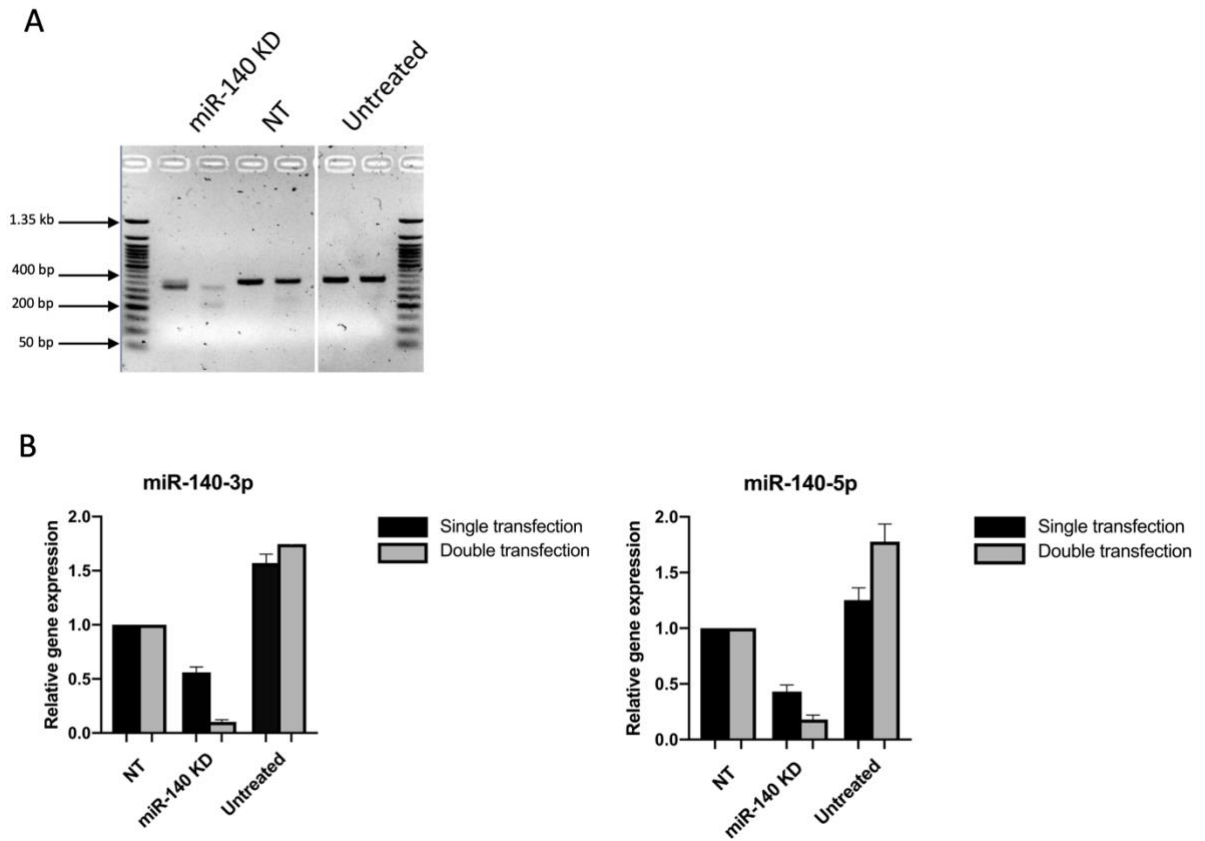 A
miR-140 KD
NT
Untreated
1.35 kb
400 bp
200 bp
50 bp
B
miR-140-3p
Relative gene expression
2.0
1.5
1.0
0.5
0.0
NT
miR-140 KD
Untreated
Single transfection
Double transfection
miR-140-5p
Relative gene expression
2.0
1.5
1.0
0.5
0.0
NT
miR-140 KD
Untreated
Single transfection
Double transfection